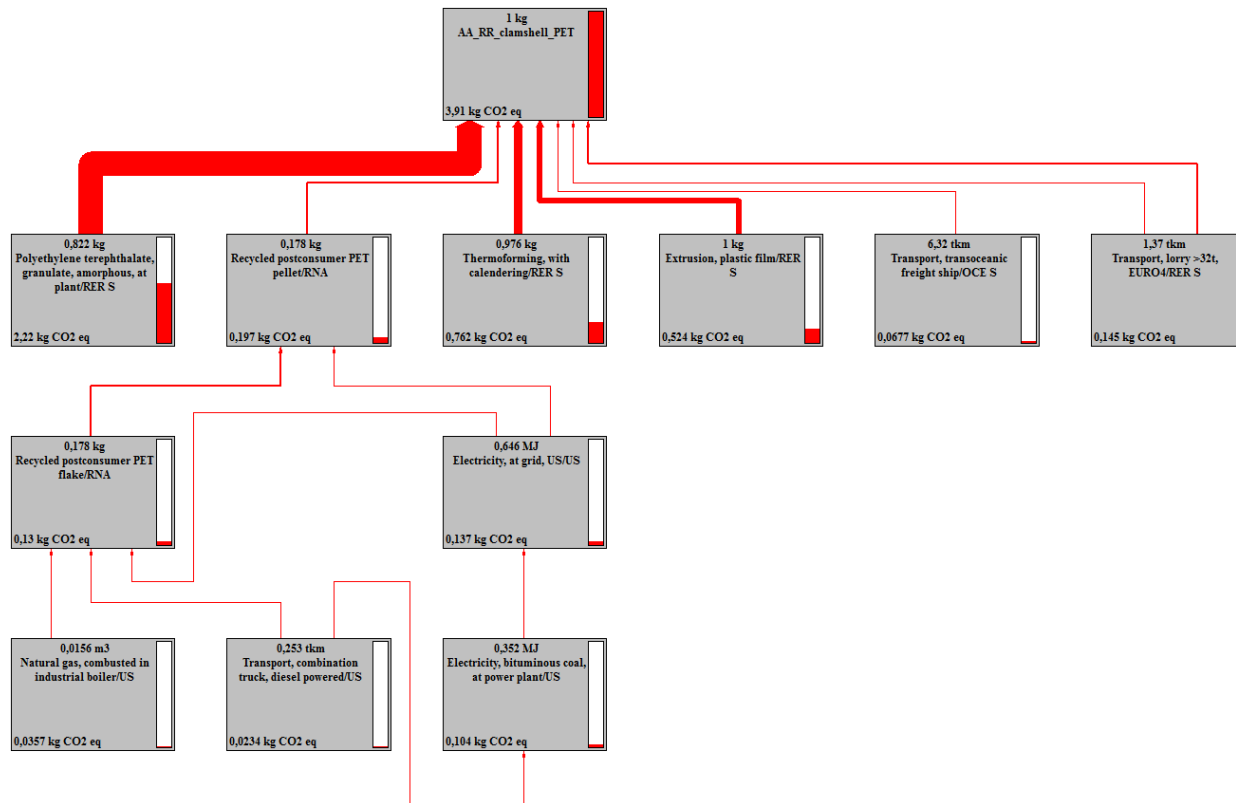 1 kg
AA_RR_clamshell_PET
3,91 kg CO2 eq
0,822 kg
Polyethylene terephthalate,
granulate, amorphous, at
plant/RER S
2,22 kg CO2 eq
0,178 kg
Recycled postconsumer PET
pellet/RNA
0,197 kg CO2 eq
0,976 kg
Thermoforming, with
calendering/RER S
0,762 kg CO2 eq
1 kg
Extrusion, plastic film/RER
S
0,524 kg CO2 eq
6,32 tkm
Transport, transoceanic
freight ship/OCE S
0,0677 kg CO2 eq
1,37 tkm
Transport, lorry >32t,
EURO4/RER S
0,145 kg CO2 eq
0,178 kg
Recycled postconsumer PET
flake/RNA
0,13 kg CO2 eq
0,646 MJ
Electricity, at grid, US/US
0,137 kg CO2 eq
0,0156 m3
Natural gas, combusted in
industrial boiler/US
0,0357 kg CO2 eq
0,253 tkm
Transport, combination
truck, diesel powered/US
0,0234 kg CO2 eq
0,352 MJ
Electricity, bituminous coal,
at power plant/US
0,104 kg CO2 eq